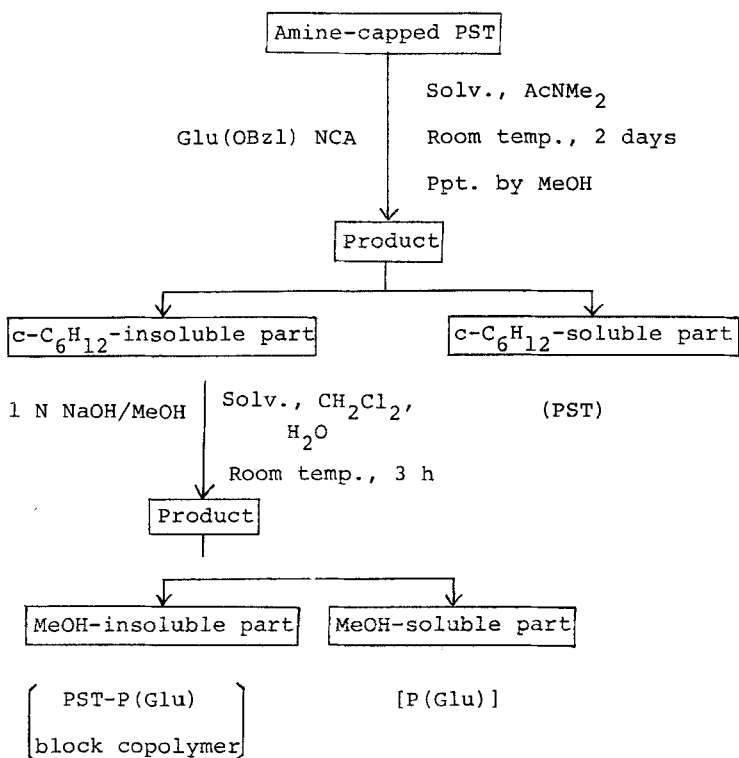 Amine-capped PST
Solv., AcNMe2
Glu(OBzl) NCA
Room temp., 2 days
Ppt. by MeOH
Product
c-C6H12-insoluble part
c-C6H12-soluble part
1 N NaOH/MeOH
Solv., CH2Cl2,
H2O
(PST)
Room temp., 3 h
Product
MeOH-insoluble part
MeOH-soluble part
PST-P(Glu)
[P(Glu)]
block copolymer